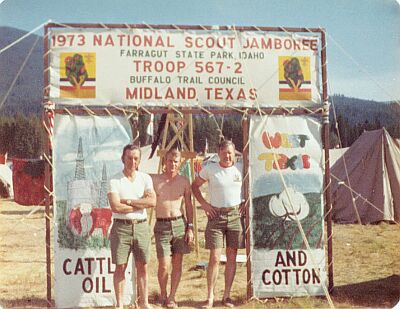 1973 NATIONAL SCOUT JAMBOREE
FARRAGUT STATE PARK, IDAHO
TROOP 567-2
BUFFALO TRAIL COUNCIL
MIDLAND, TEXAS
WEST
TEXAS
CATTLE
OIL
AND
COTTON